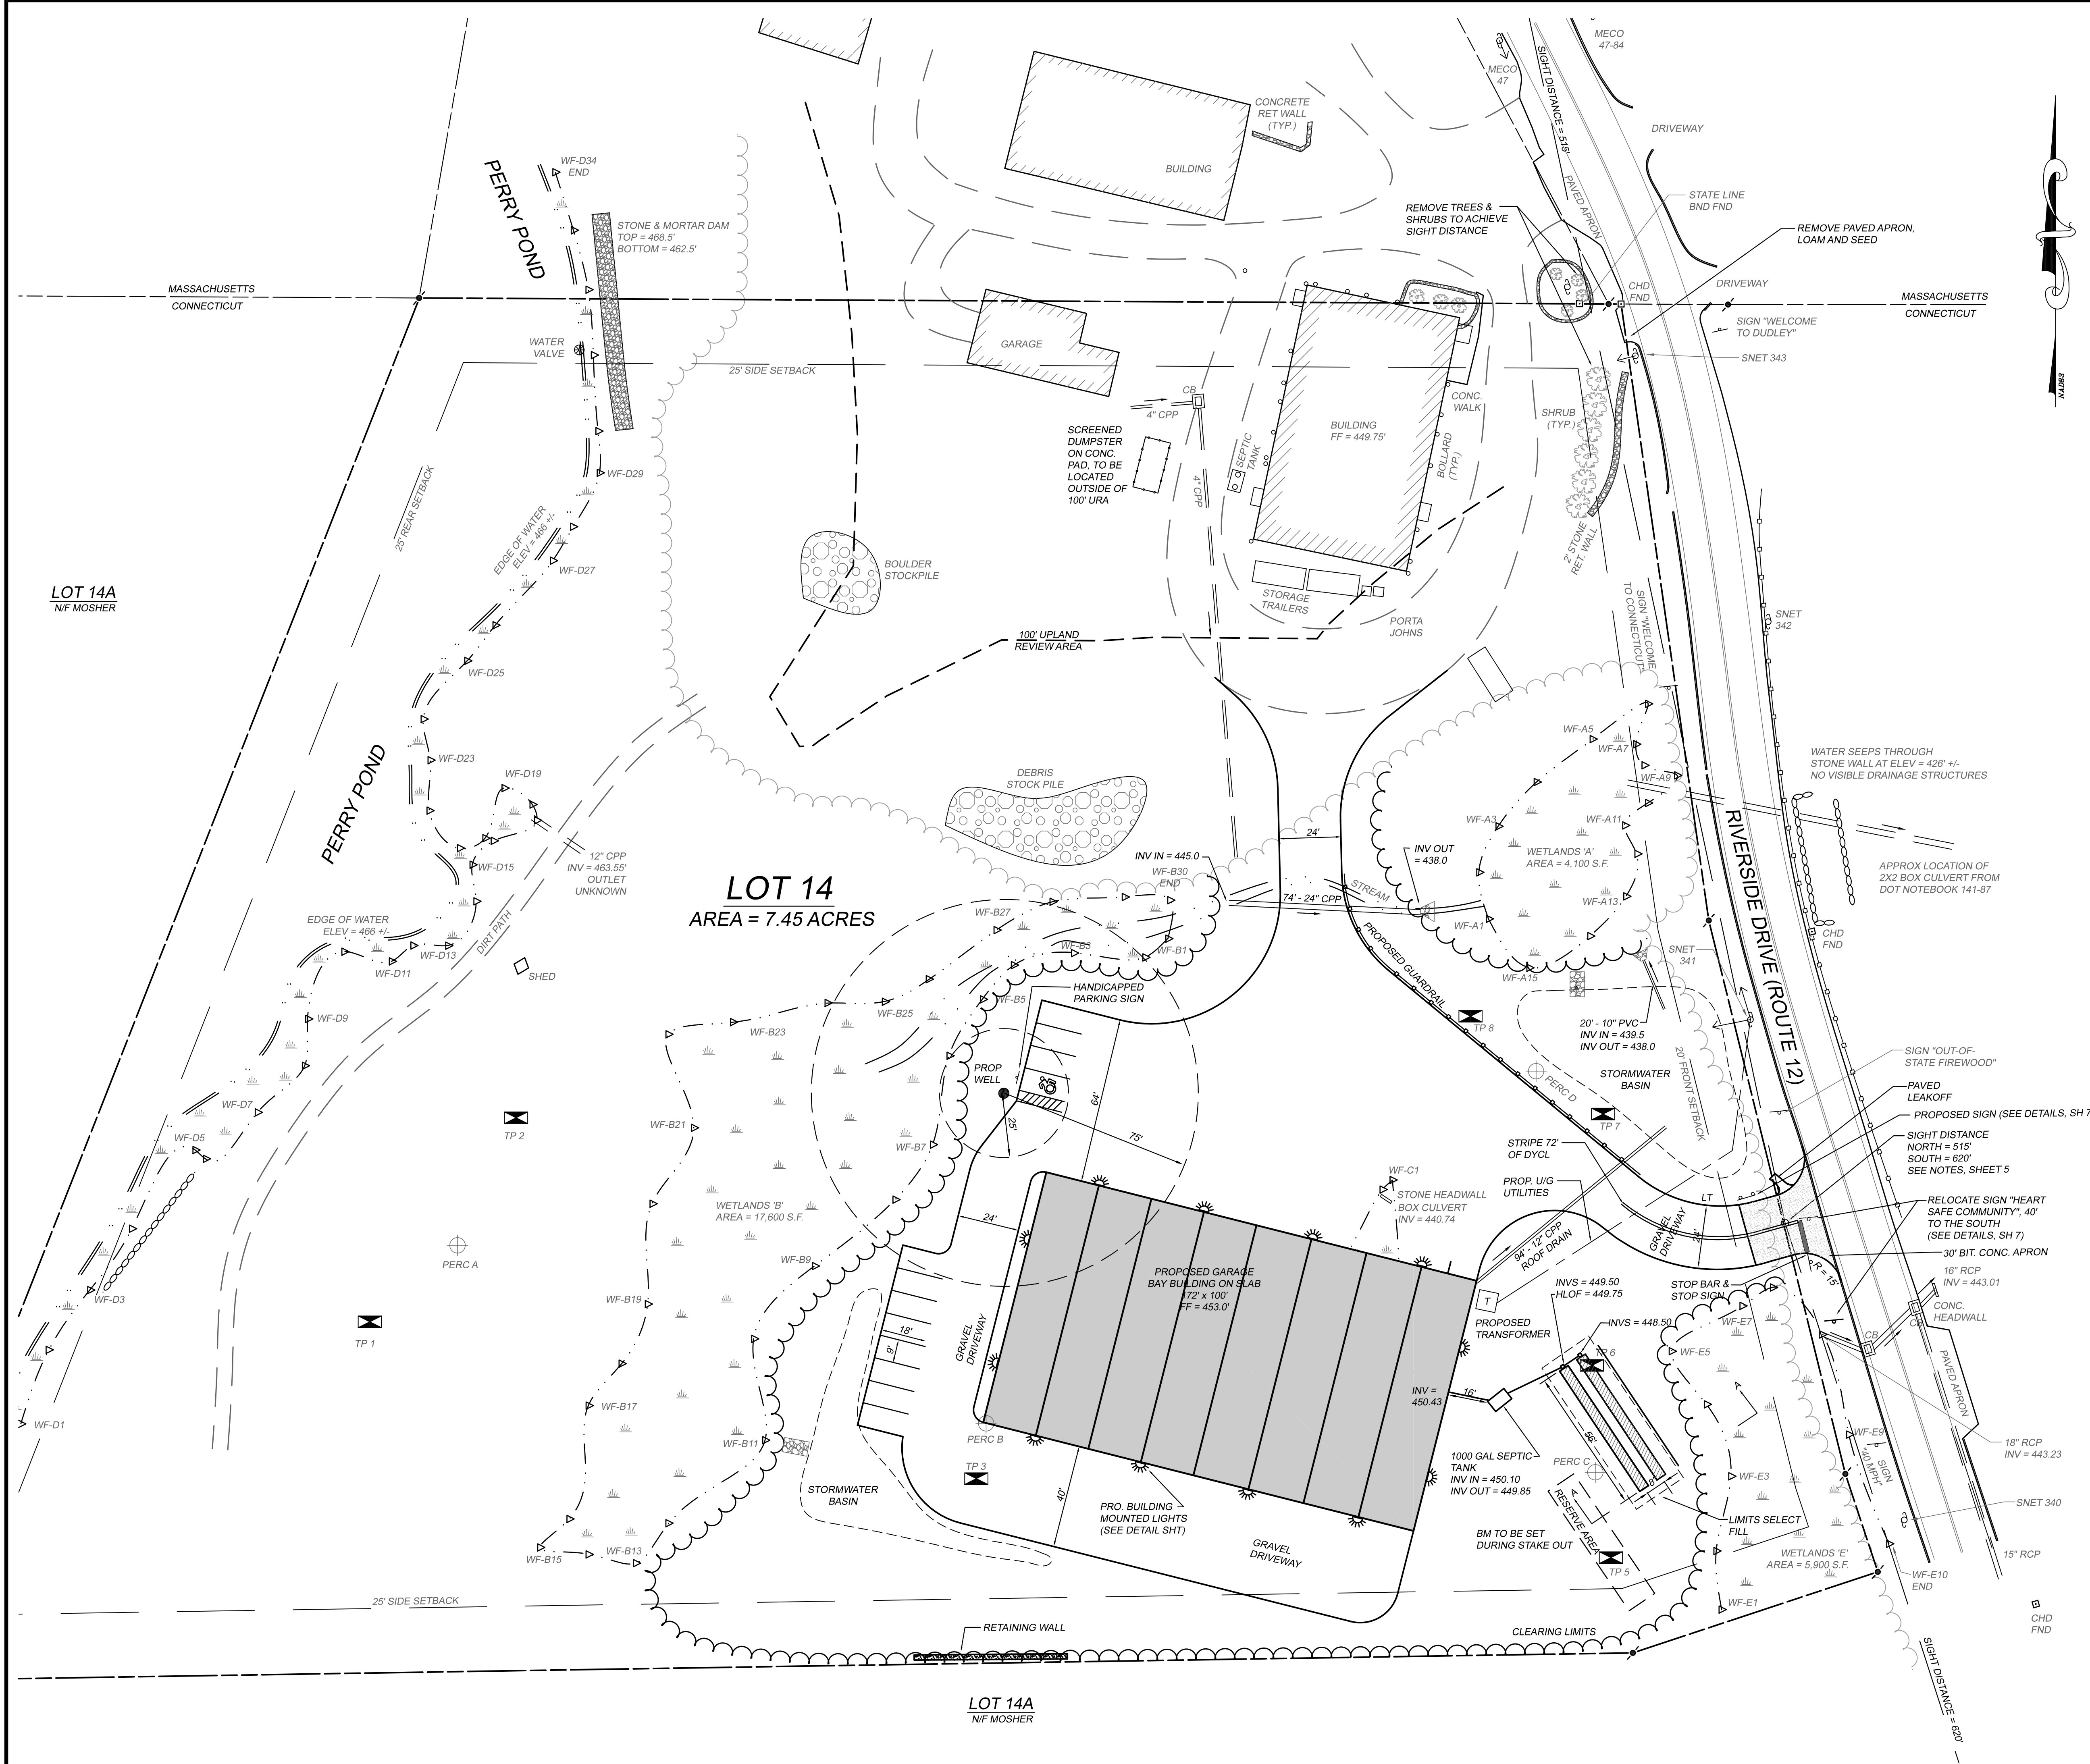 MECO
47-84
MECO
47
SIGHT DISTANCE = 515'
DRIVEWAY
CONCRETE
RET WALL
(TYP.)
BUILDING
PERRY POND
WF-D34
END
STONE & MORTAR DAM
TOP = 468.5'
BOTTOM = 462.5'
PAVED APRON
REMOVE TREES &
SHRUBS TO ACHIEVE
SIGHT DISTANCE
STATE LINE
BND FND
REMOVE PAVED APRON,
LOAM AND SEED
MASSACHUSETTS
CONNECTICUT
CHD
FND
DRIVEWAY
MASSACHUSETTS
CONNECTICUT
SIGN "WELCOME
TO DUDLEY"
SNET 343
NAD83
WATER
VALVE
GARAGE
25' SIDE SETBACK
CB
4" CPP
4" CPP
SCREENED
DUMPSTER
ON CONC.
PAD, TO BE
LOCATED
OUTSIDE OF
100' URA
SEPTIC
TANK
BUILDING
FF = 449.75'
BOLLARD
(TYP.)
CONC.
WALK
SHRUB
(TYP.)
2' STONE
RET. WALL
25' REAR SETBACK
WF-D29
EDGE OF WATER
ELEV = 466 +/-
WF-D27
BOULDER
STOCKPILE
STORAGE
TRAILERS
PORTA
JOHNS
SIGN "WELCOME
TO CONNECTICUT"
SNET
342
LOT 14A
N/F MOSHER
100' UPLAND
REVIEW AREA
WF-D25
WF-D23
WF-D19
PERRY POND
WF-D15
12" CPP
INV = 463.55'
OUTLET
UNKNOWN
DEBRIS
STOCK PILE
24'
WF-A5
WF-A7
WF-A9
WF-A3
WF-A11
WETLANDS 'A'
AREA = 4,100 S.F.
WF-A13
WF-A1
WF-A15
WATER SEEPS THROUGH
STONE WALL AT ELEV = 426' +/-
NO VISIBLE DRAINAGE STRUCTURES
APPROX LOCATION OF
2X2 BOX CULVERT FROM
DOT NOTEBOOK 141-87
RIVERSIDE DRIVE (ROUTE 12)
CHD
FND
SNET
341
INV IN = 445.0
INV OUT
= 438.0
STREAM
74' - 24" CPP
LOT 14
AREA = 7.45 ACRES
WF-B30
END
WF-B27
WF-B3
WF-B1
WF-B5
WF-B25
WF-B23
EDGE OF WATER
ELEV = 466 +/-
WF-D13
WF-D11
DIRT PATH
SHED
WF-D9
WF-D7
WF-D5
WF-D3
WF-D1
HANDICAPPED
PARKING SIGN
PROPOSED GUARDRAIL
TP 8
20' - 10" PVC
INV IN = 439.5
INV OUT = 438.0
20' FRONT SETBACK
PERC D
STORMWATER
BASIN
TP 7
SIGN "OUT-OF-
STATE FIREWOOD"
PAVED
LEAKOFF
PROPOSED SIGN (SEE DETAILS, SH 7
SIGHT DISTANCE
NORTH = 515'
SOUTH = 620'
SEE NOTES, SHEET 5
RELOCATE SIGN "HEART
SAFE COMMUNITY", 40'
TO THE SOUTH
(SEE DETAILS, SH 7)
30' BIT. CONC. APRON
PROP
WELL
25'
64'
75'
TP 2
WF-B21
WF-B7
WETLANDS 'B'
AREA = 17,600 S.F.
WF-B9
WF-B19
WF-B17
WF-B11
WF-B15
WF-B13
PERC A
TP 1
STRIPE 72'
OF DYCL
PROP. U/G
UTILITIES
WF-C1
STONE HEADWALL
BOX CULVERT
INV = 440.74
LT
GRAVEL
DRIVEWAY
24'
94' - 12" CPP
ROOF DRAIN
R = 15'
24'
PROPOSED GARAGE
BAY BUILDING ON SLAB
172' x 100'
FF = 453.0'
T
PROPOSED
TRANSFORMER
INVS = 449.50
HLOF = 449.75
INVS = 448.50
STOP BAR &
STOP SIGN
WF-E7
WF-E5
16" RCP
INV = 443.01
CONC.
HEADWALL
CB
CB
PAVED APRON
GRAVEL
DRIVEWAY
18'
9'
TP 6
INV =
450.43
16'
56'
8'
A
A
PERC B
TP 3
STORMWATER
BASIN
40'
PRO. BUILDING
MOUNTED LIGHTS
(SEE DETAIL SHT)
GRAVEL
DRIVEWAY
1000 GAL SEPTIC
TANK
INV IN = 450.10
INV OUT = 449.85
PERC C
RESERVE AREA
BM TO BE SET
DURING STAKE OUT
LIMITS SELECT
FILL
TP 5
WF-E3
WF-E9
SIGN
"40 MPH"
18" RCP
INV = 443.23
SNET 340
15" RCP
WETLANDS 'E'
AREA = 5,900 S.F.
WF-E10
END
WF-E1
CHD
FND
25' SIDE SETBACK
RETAINING WALL
CLEARING LIMITS
SIGHT DISTANCE = 620'
LOT 14A
N/F MOSHER